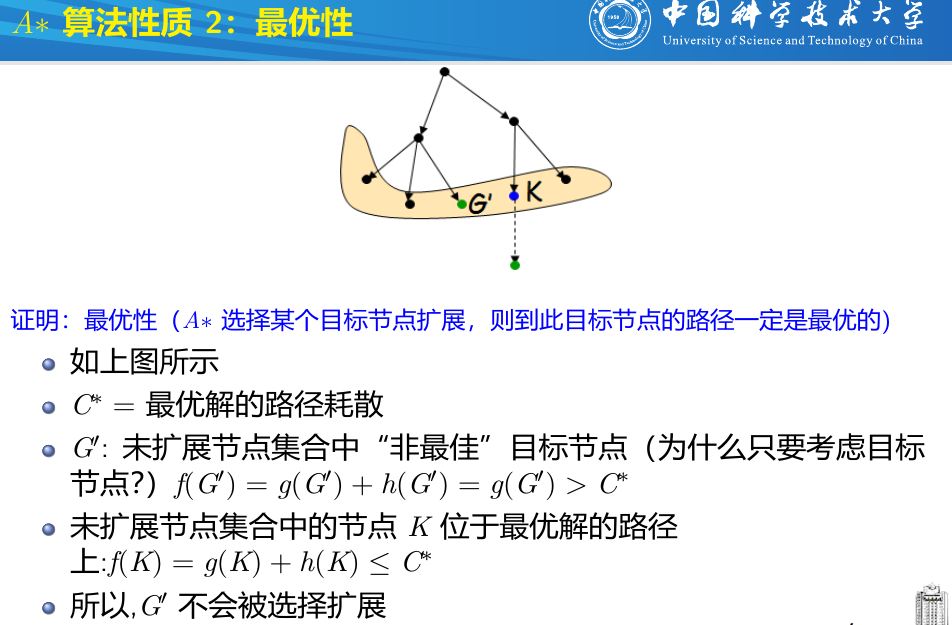 A* 算法性质 2：最优性
1958
中国科学技术大学
University of Science and Technology of China
G′
K
证明：最优性（A* 选择某个目标节点扩展，则到此目标节点的路径一定是最优的)
如上图所示
C* = 最优解的路径耗散
G′: 未扩展节点集合中“非最佳”目标节点（为什么只要考虑目标
节点?）f(G′) = g(G′) + h(G′) = g(G′) > C*
未扩展节点集合中的节点 K 位于最优解的路径
上:f(K) = g(K) + h(K) ≤ C*
所以,G′ 不会被选择扩展